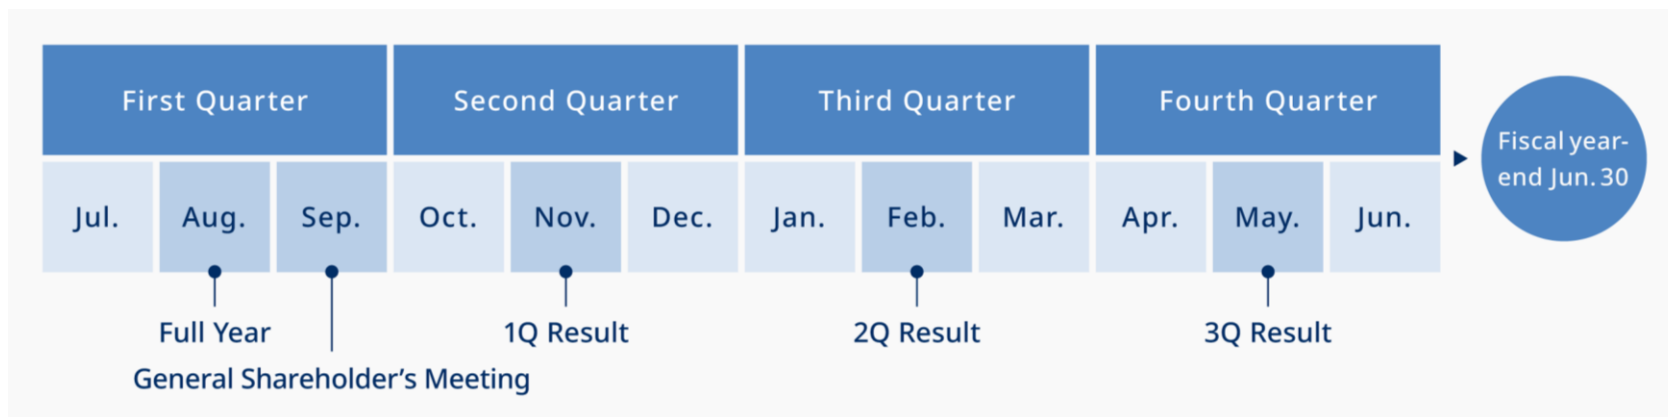 First Quarter
Second Quarter
Third Quarter
Fourth Quarter
Fiscal year-
end Jun. 30
Jul.
Aug.
Sep.
Oct.
Nov.
Dec.
Jan.
Feb.
Mar.
Apr.
May.
Jun.
Full Year
1Q Result
2Q Result
3Q Result
General Shareholder’s Meeting